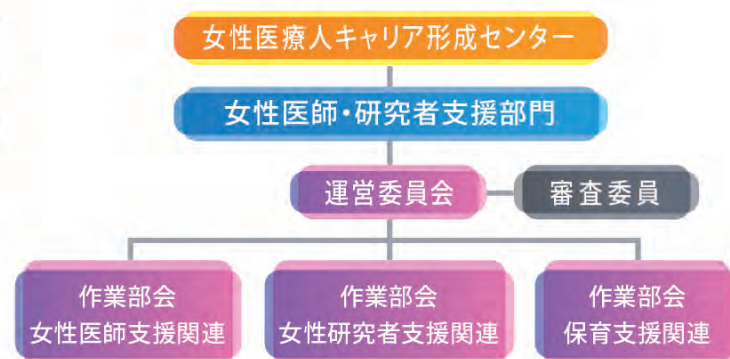 女性医療人キャリア形成センター
女性医師・研究者支援部門
運営委員会
審査委員
作業部会
女性医師支援関連
作業部会
女性研究者支援関連
作業部会
保育支援関連